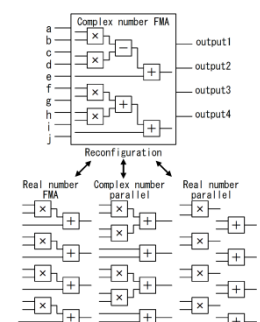 Complex number FMA
a
b
c
d
e
f
g
h
i
j
×
−
×
+
×
+
×
+
output1
output2
output3
output4
Reconfiguration
Real number FMA
Complex number parallel
Real number parallel
×
+
×
+
×
+
×
+
×
+
×
+
×
+
×
+
×
+
×
+
×
+
×
+